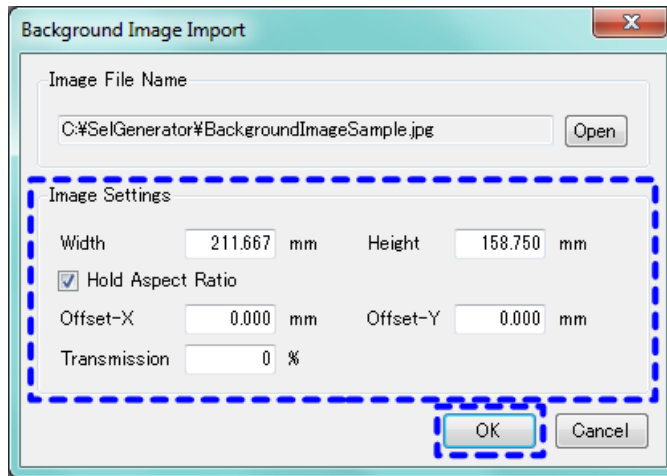 Background Image Import
Image File Name
C:¥SelGenerator¥BackgroundImageSample.jpg Open
Image Settings
Width 211.667 mm Height 158.750 mm
Hold Aspect Ratio
Offset-X 0.000 mm Offset-Y 0.000 mm
Transmission 0 %
OK Cancel